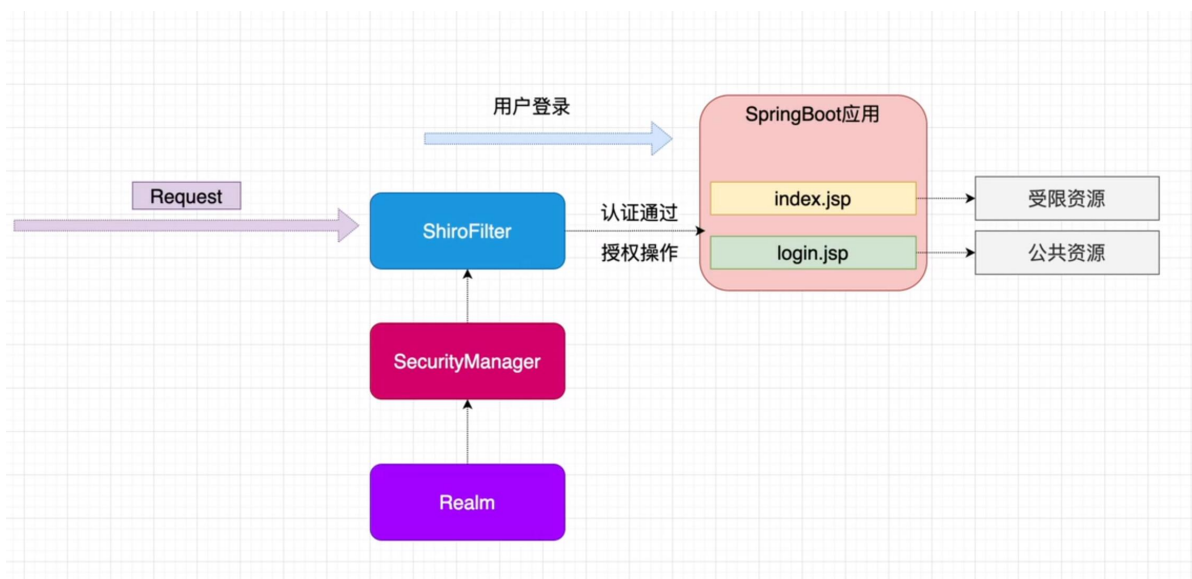 用户登录
SpringBoot应用
Request
index.jsp
受限资源
ShiroFilter
认证通过
授权操作
login.jsp
公共资源
SecurityManager
Realm